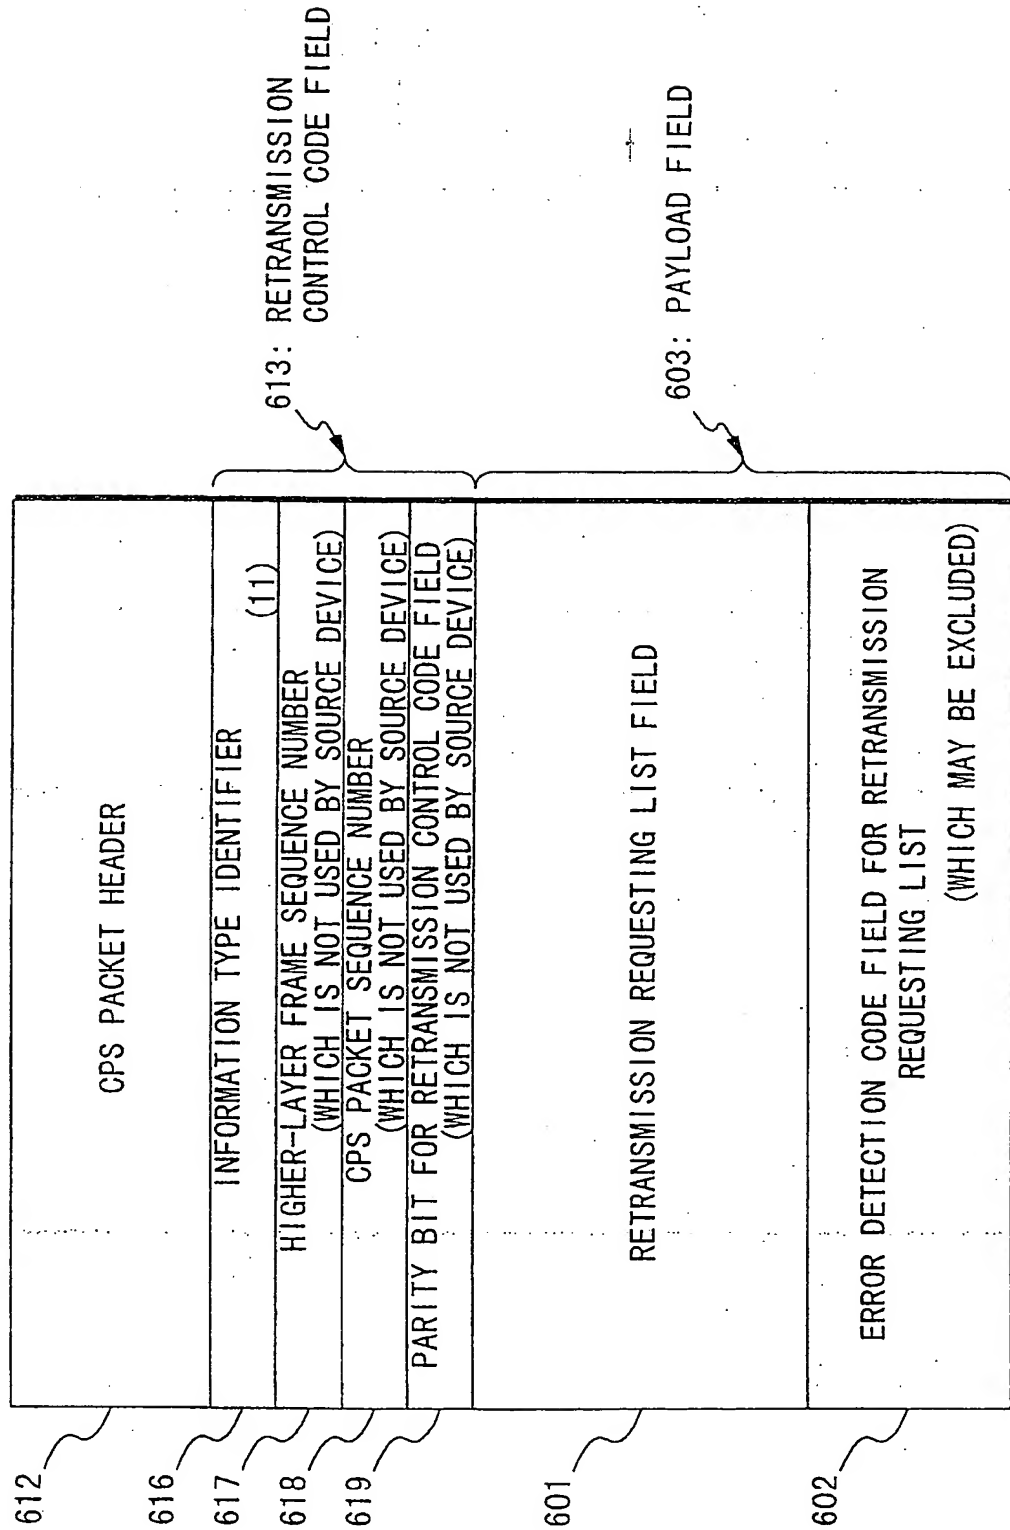 612
CPS PACKET HEADER
616
INFORMATION TYPE IDENTIFIER
(11)
617
HIGHER-LAYER FRAME SEQUENCE NUMBER
(WHICH IS NOT USED BY SOURCE DEVICE)
618
CPS PACKET SEQUENCE NUMBER
(WHICH IS NOT USED BY SOURCE DEVICE)
619
PARITY BIT FOR RETRANSMISSION CONTROL CODE FIELD
(WHICH IS NOT USED BY SOURCE DEVICE)
613: RETRANSMISSION
CONTROL CODE FIELD
601
RETRANSMISSION REQUESTING LIST FIELD
602
ERROR DETECTION CODE FIELD FOR RETRANSMISSION
REQUESTING LIST
(WHICH MAY BE EXCLUDED)
603: PAYLOAD FIELD